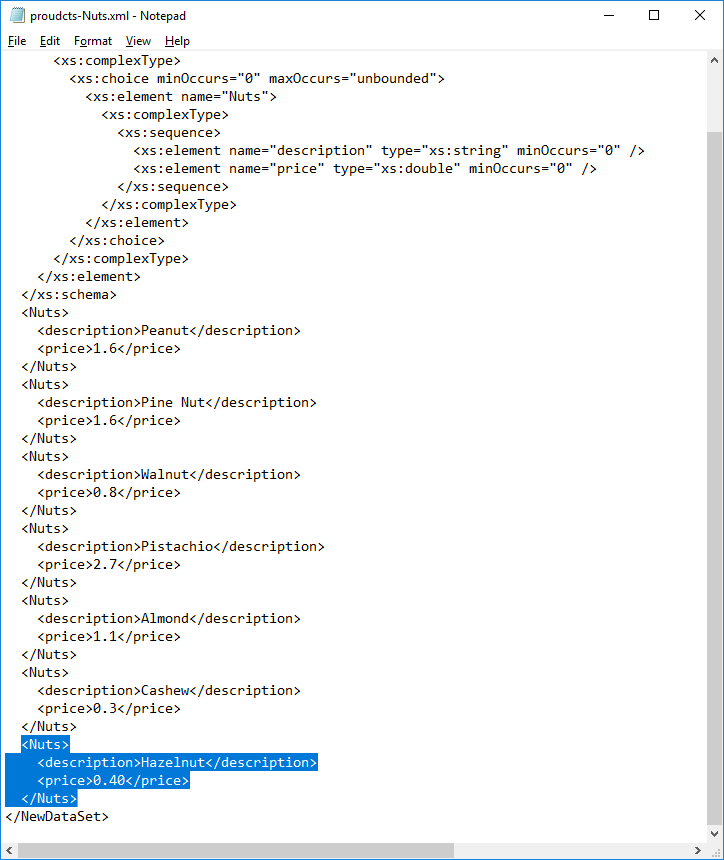 proudcts-Nuts.xml - Notepad
File Edit Format View Help
<xs:complexType>
<xs:choice minOccurs="0" maxOccurs="unbounded">
<xs:element name="Nuts">
<xs:complexType>
<xs:sequence>
<xs:element name="description" type="xs:string" minOccurs="0" />
<xs:element name="price" type="xs:double" minOccurs="0" />
</xs:sequence>
</xs:complexType>
</xs:element>
</xs:choice>
</xs:complexType>
</xs:element>
</xs:schema>
<Nuts>
<description>Peanut</description>
<price>1.6</price>
</Nuts>
<Nuts>
<description>Pine Nut</description>
<price>1.6</price>
</Nuts>
<Nuts>
<description>Walnut</description>
<price>0.8</price>
</Nuts>
<Nuts>
<description>Pistachio</description>
<price>2.7</price>
</Nuts>
<Nuts>
<description>Almond</description>
<price>1.1</price>
</Nuts>
<Nuts>
<description>Cashew</description>
<price>0.3</price>
</Nuts>
<Nuts>
<description>Hazelnut</description>
<price>0.40</price>
</Nuts>
</NewDataSet>